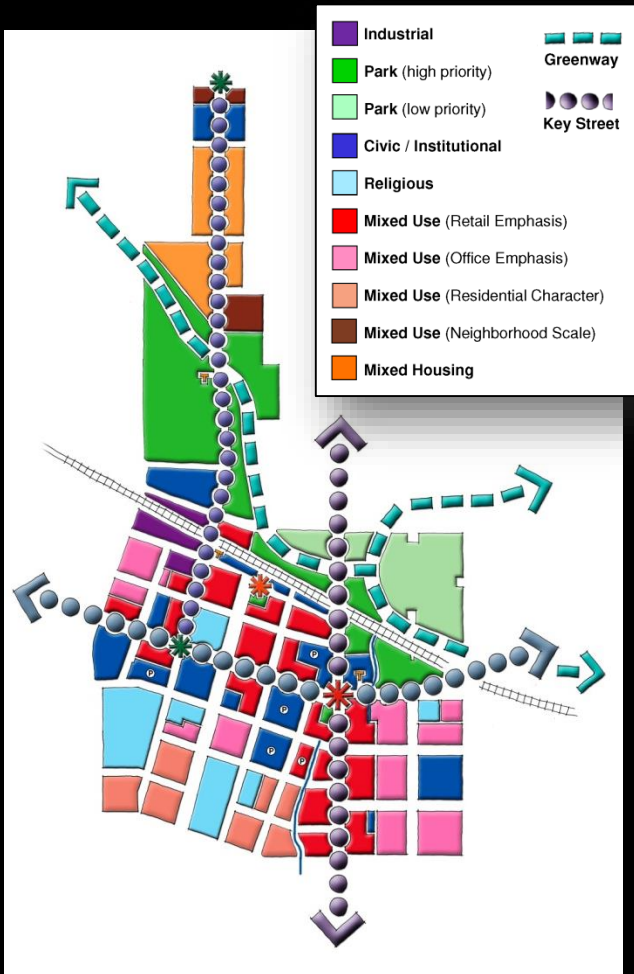 Industrial
Park (high priority)
Park (low priority)
Civic / Institutional
Religious
Mixed Use (Retail Emphasis)
Mixed Use (Office Emphasis)
Mixed Use (Residential Character)
Mixed Use (Neighborhood Scale)
Mixed Housing
Greenway
Key Street
T
T
P
T
P
P
P